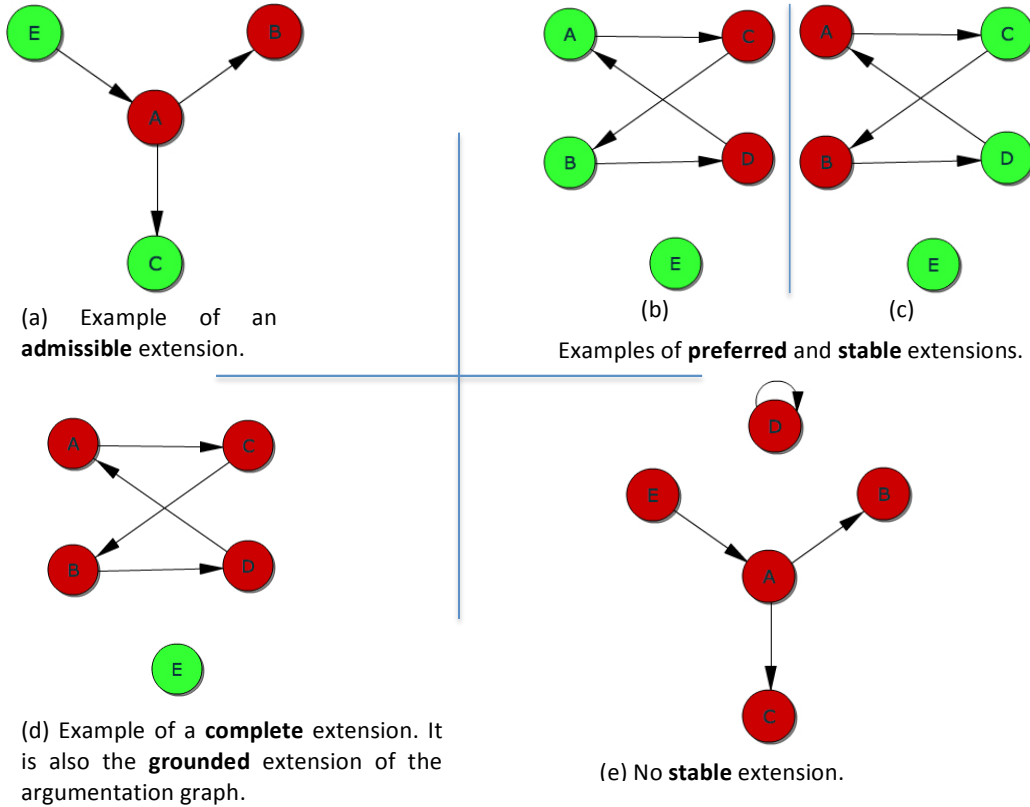 E
B
A
C
(a) Example of an
admissible extension.
A
C
B
D
E
(b)
A
C
B
D
E
(c)
Examples of preferred and stable extensions.
A
C
B
D
E
(d) Example of a complete extension. It
is also the grounded extension of the
argumentation graph.
D
E
B
A
C
(e) No stable extension.